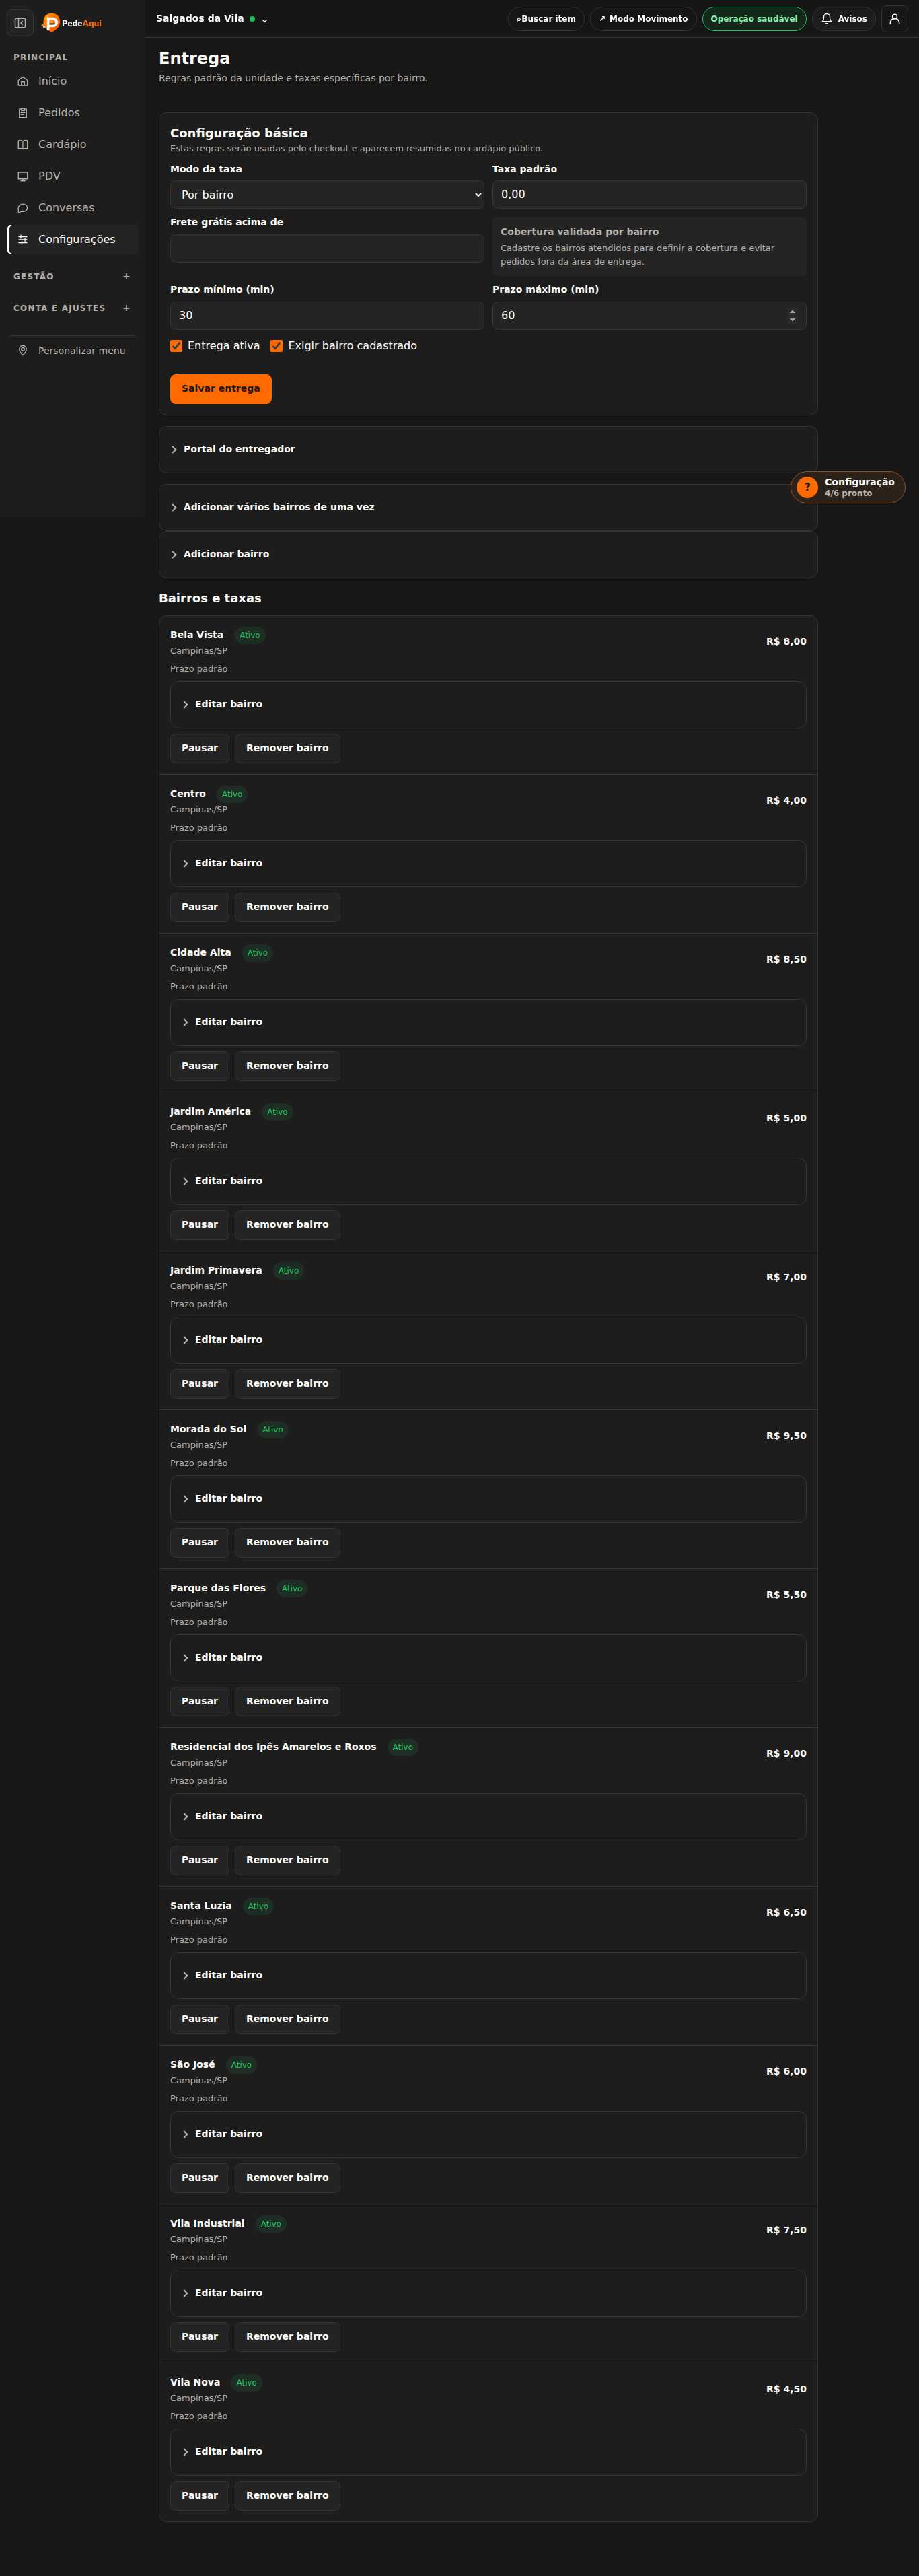 PedeAqui
PRINCIPAL
Início
Pedidos
Cardápio
PDV
Conversas
Configurações
GESTÃO +
CONTA E AJUSTES +
Personalizar menu
Salgados da Vila
Buscar item
↗ Modo Movimento
Operação saudável
Avisos
Entrega
Regras padrão da unidade e taxas específicas por bairro.
Configuração básica
Estas regras serão usadas pelo checkout e aparecem resumidas no cardápio público.
Modo da taxa
Por bairro
Taxa padrão
0,00
Frete grátis acima de
Cobertura validada por bairro
Cadastre os bairros atendidos para definir a cobertura e evitar
pedidos fora da área de entrega.
Prazo mínimo (min)
30
Prazo máximo (min)
60
Entrega ativa
Exigir bairro cadastrado
Salvar entrega
Portal do entregador
? Configuração
4/6 pronto
Adicionar vários bairros de uma vez
Adicionar bairro
Bairros e taxas
Bela Vista Ativo
R$ 8,00
Campinas/SP
Prazo padrão
Editar bairro
Pausar Remover bairro
Centro Ativo
R$ 4,00
Campinas/SP
Prazo padrão
Editar bairro
Pausar Remover bairro
Cidade Alta Ativo
R$ 8,50
Campinas/SP
Prazo padrão
Editar bairro
Pausar Remover bairro
Jardim América Ativo
R$ 5,00
Campinas/SP
Prazo padrão
Editar bairro
Pausar Remover bairro
Jardim Primavera Ativo
R$ 7,00
Campinas/SP
Prazo padrão
Editar bairro
Pausar Remover bairro
Morada do Sol Ativo
R$ 9,50
Campinas/SP
Prazo padrão
Editar bairro
Pausar Remover bairro
Parque das Flores Ativo
R$ 5,50
Campinas/SP
Prazo padrão
Editar bairro
Pausar Remover bairro
Residencial dos Ipês Amarelos e Roxos Ativo
R$ 9,00
Campinas/SP
Prazo padrão
Editar bairro
Pausar Remover bairro
Santa Luzia Ativo
R$ 6,50
Campinas/SP
Prazo padrão
Editar bairro
Pausar Remover bairro
São José Ativo
R$ 6,00
Campinas/SP
Prazo padrão
Editar bairro
Pausar Remover bairro
Vila Industrial Ativo
R$ 7,50
Campinas/SP
Prazo padrão
Editar bairro
Pausar Remover bairro
Vila Nova Ativo
R$ 4,50
Campinas/SP
Prazo padrão
Editar bairro
Pausar Remover bairro